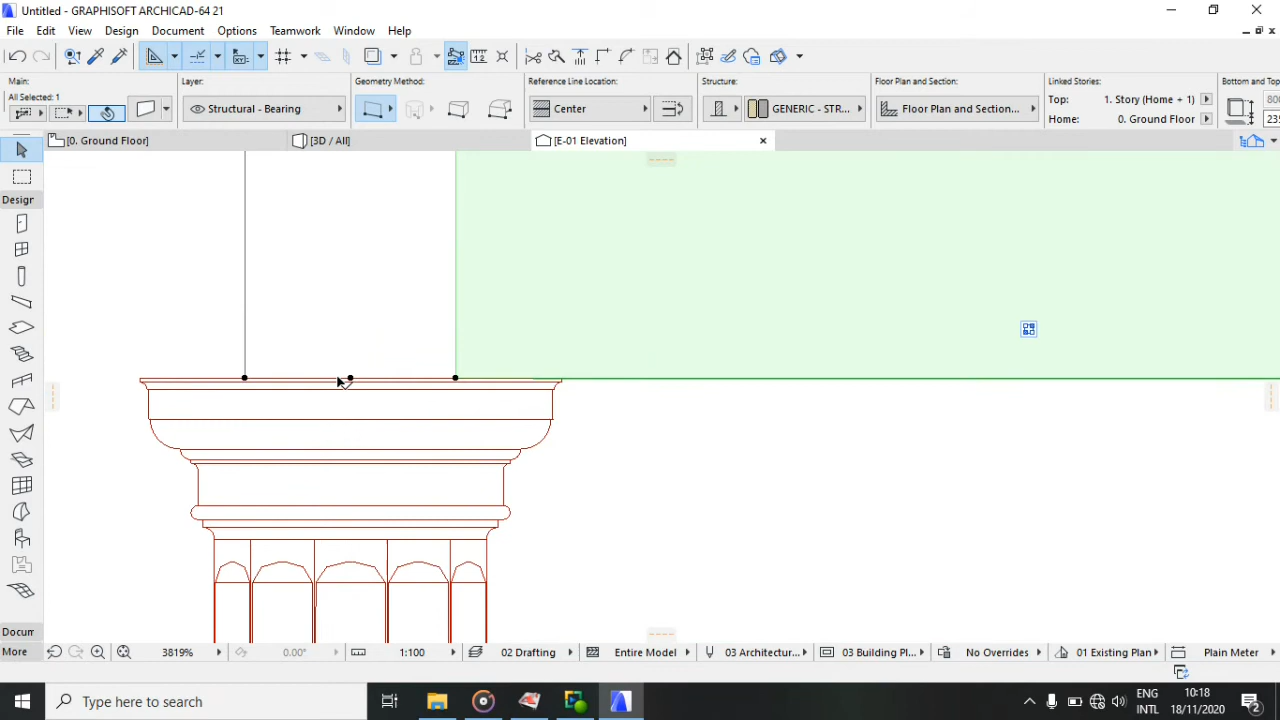 Untitled - GRAPHISOFT ARCHICAD-64 21
File Edit View Design Document Options Teamwork Window Help
Main: Layer: Geometry Method: Reference Line Location: Structure: Floor Plan and Section: Linked Stories: Bottom and To
All Selected: 1 Structural - Bearing Center GENERIC - STR... Floor Plan and Section... Top: 1. Story (Home + 1) 800
Home: 0. Ground Floor 235
[0. Ground Floor] [3D / All] [E-01 Elevation]
Design
Docum
More 3819% 0.00° 1:100 02 Drafting Entire Model 03 Architectur... 03 Building Pl... No Overrides 01 Existing Plan Plain Meter
Type here to search ENG 10:18
INTL 18/11/2020 2